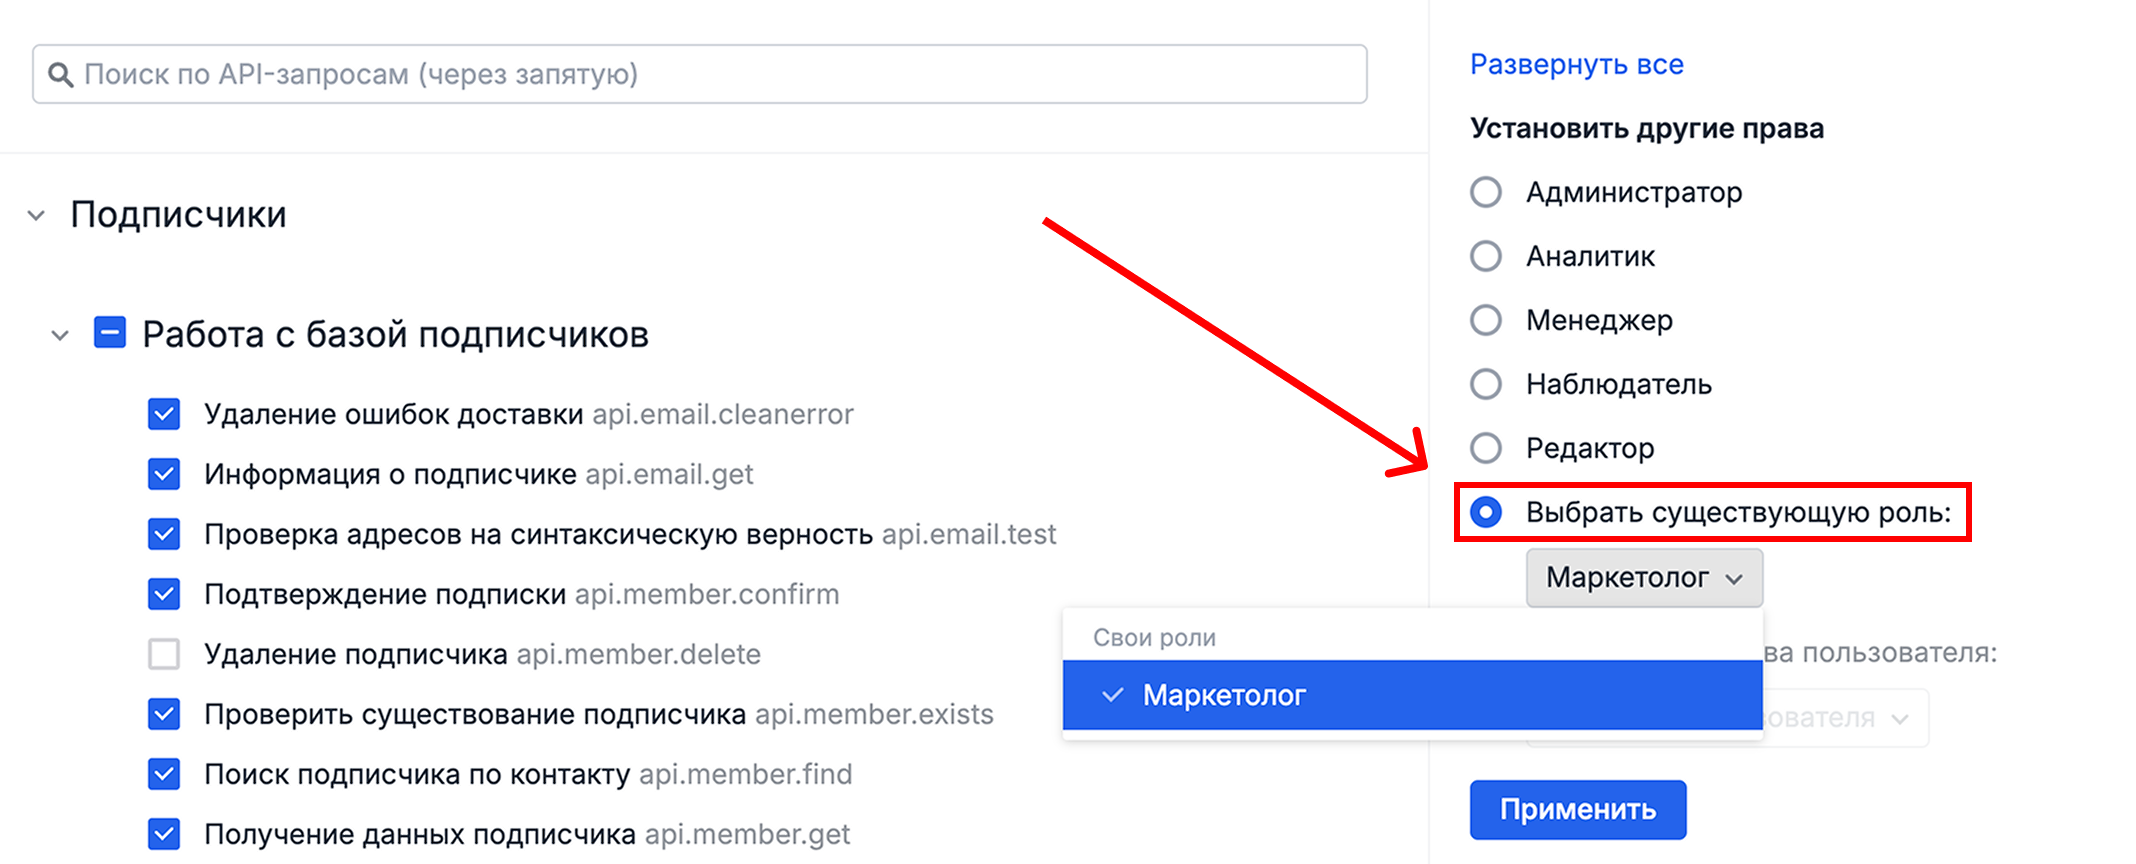 Поиск по API-запросам (через запятую)
Подписчики
Работа с базой подписчиков
Удаление ошибок доставки api.email.cleanerror
Информация о подписчике api.email.get
Проверка адресов на синтаксическую верность api.email.test
Подтверждение подписки api.member.confirm
Удаление подписчика api.member.delete
Проверить существование подписчика api.member.exists
Поиск подписчика по контакту api.member.find
Получение данных подписчика api.member.get
Развернуть все
Установить другие права
Администратор
Аналитик
Менеджер
Наблюдатель
Редактор
Выбрать существующую роль:
Маркетолог
Свои роли
Маркетолог
ва пользователя:
ователя
Применить